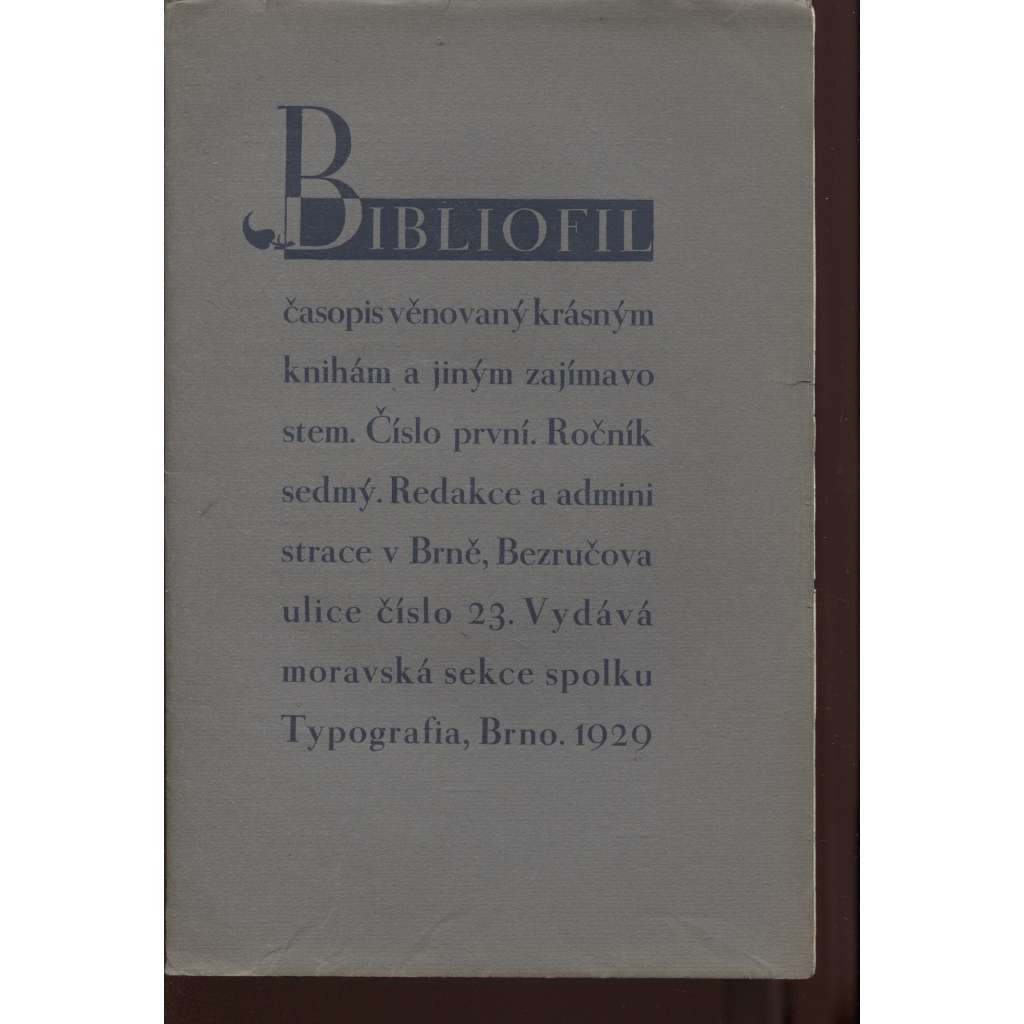 BIBLIOFIL
časopis věnovaný krásným
knihám a jiným zajímavo
stem. Číslo první. Ročník
sedmý. Redakce a admini
strace v Brně, Bezručova
ulice číslo 23. Vydává
moravská sekce spolku
Typografia, Brno. 1929